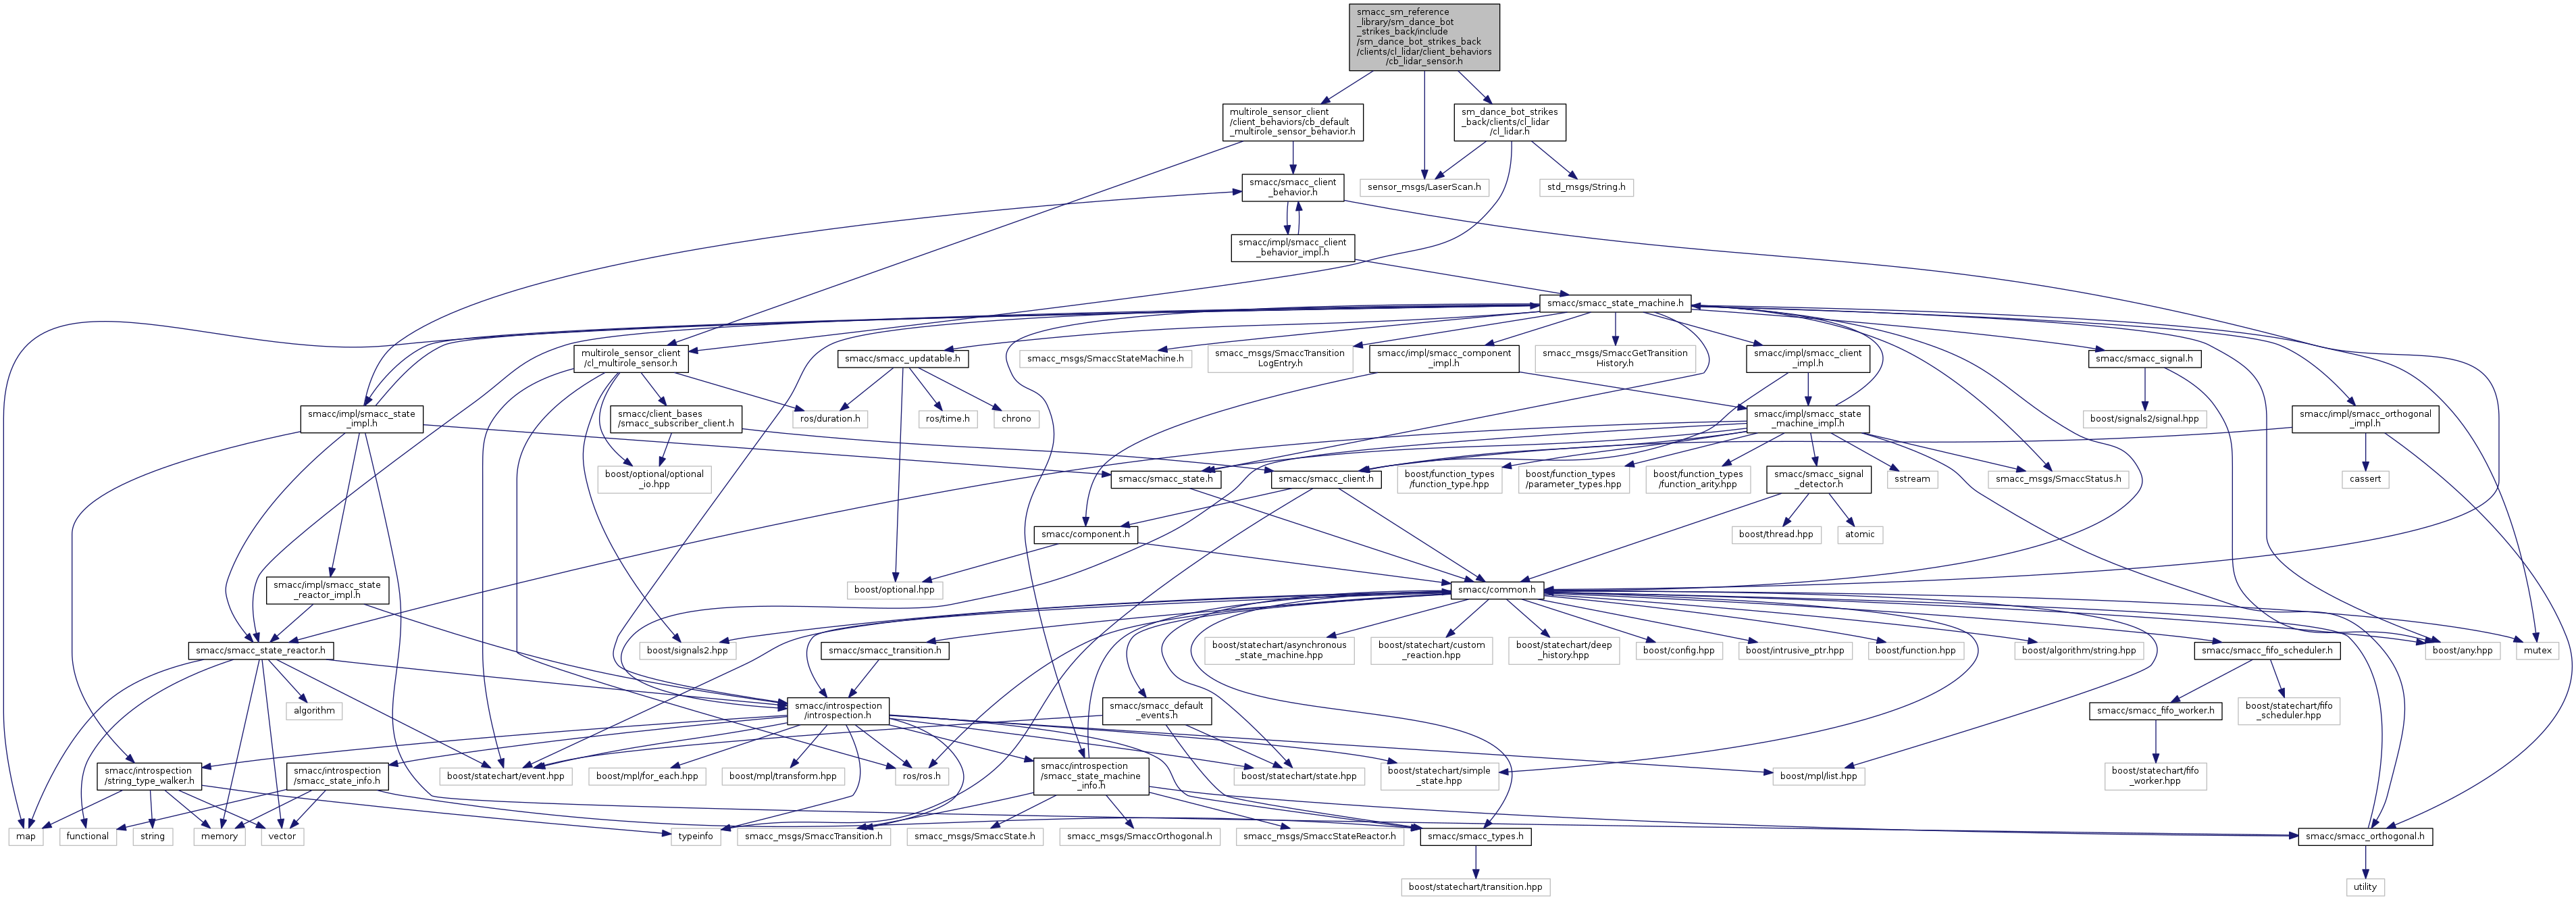 smacc_sm_reference
_library/sm_dance_bot
_strikes_back/include
/sm_dance_bot_strikes_back
/clients/cl_lidar/client_behaviors
/cb_lidar_sensor.h
multirole_sensor_client
/client_behaviors/cb_default
_multirole_sensor_behavior.h
sm_dance_bot_strikes
_back/clients/cl_lidar
/cl_lidar.h
smacc/smacc_client
_behavior.h
sensor_msgs/LaserScan.h
std_msgs/String.h
smacc/impl/smacc_client
_behavior_impl.h
smacc/smacc_state_machine.h
multirole_sensor_client
/cl_multirole_sensor.h
smacc/smacc_updatable.h
smacc_msgs/SmaccStateMachine.h
smacc_msgs/SmaccTransition
LogEntry.h
smacc/impl/smacc_component
_impl.h
smacc_msgs/SmaccGetTransition
History.h
smacc/impl/smacc_client
_impl.h
smacc/smacc_signal.h
smacc/impl/smacc_state
_impl.h
smacc/client_bases
/smacc_subscriber_client.h
ros/duration.h
ros/time.h
chrono
smacc/impl/smacc_state
_machine_impl.h
boost/signals2/signal.hpp
smacc/impl/smacc_orthogonal
_impl.h
boost/optional/optional
_io.hpp
smacc/smacc_state.h
smacc/smacc_client.h
boost/function_types
/function_type.hpp
boost/function_types
/parameter_types.hpp
boost/function_types
/function_arity.hpp
smacc/smacc_signal
_detector.h
sstream
smacc_msgs/SmaccStatus.h
cassert
smacc/component.h
boost/thread.hpp
atomic
smacc/impl/smacc_state
_reactor_impl.h
boost/optional.hpp
smacc/common.h
smacc/smacc_state_reactor.h
boost/signals2.hpp
smacc/smacc_transition.h
boost/statechart/asynchronous
_state_machine.hpp
boost/statechart/custom
_reaction.hpp
boost/statechart/deep
_history.hpp
boost/config.hpp
boost/intrusive_ptr.hpp
boost/function.hpp
boost/algorithm/string.hpp
smacc/smacc_fifo_scheduler.h
boost/any.hpp
mutex
algorithm
smacc/introspection
/introspection.h
smacc/smacc_default
_events.h
smacc/smacc_fifo_worker.h
boost/statechart/fifo
_scheduler.hpp
smacc/introspection
/string_type_walker.h
smacc/introspection
/smacc_state_info.h
boost/statechart/event.hpp
boost/mpl/for_each.hpp
boost/mpl/transform.hpp
ros/ros.h
smacc/introspection
/smacc_state_machine
_info.h
boost/statechart/state.hpp
boost/statechart/simple
_state.hpp
boost/mpl/list.hpp
boost/statechart/fifo
_worker.hpp
map
functional
string
memory
vector
typeinfo
smacc_msgs/SmaccTransition.h
smacc_msgs/SmaccState.h
smacc_msgs/SmaccOrthogonal.h
smacc_msgs/SmaccStateReactor.h
smacc/smacc_types.h
smacc/smacc_orthogonal.h
boost/statechart/transition.hpp
utility